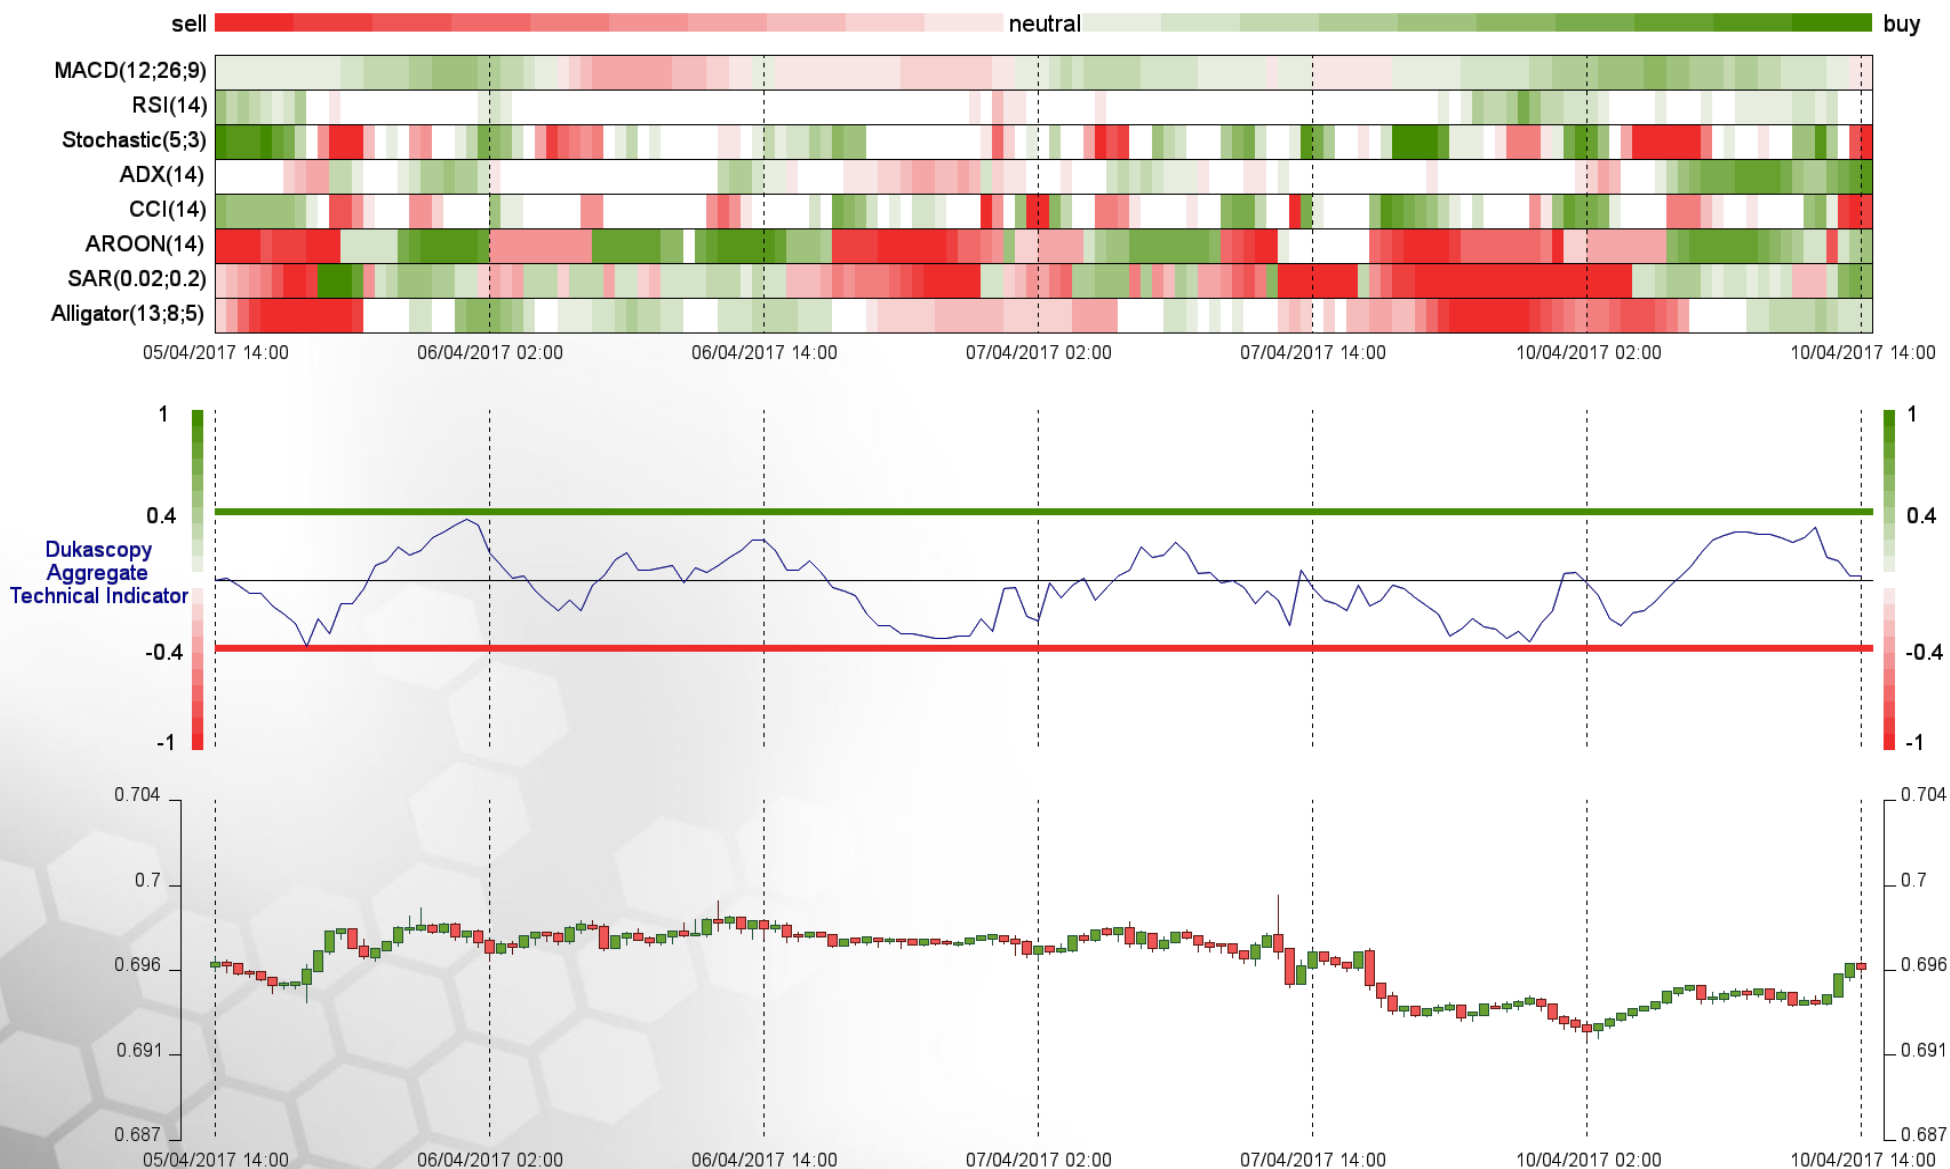 sell neutral buy
MACD(12;26;9)
RSI(14)
Stochastic(5;3)
ADX(14)
CCI(14)
AROON(14)
SAR(0.02;0.2)
Alligator(13;8;5)
05/04/2017 14:00 06/04/2017 02:00 06/04/2017 14:00 07/04/2017 02:00 07/04/2017 14:00 10/04/2017 02:00 10/04/2017 14:00
1 1
0.4 0.4
Dukascopy
Aggregate
Technical Indicator
-0.4 -0.4
-1 -1
0.704 0.704
0.7 0.7
0.696 0.696
0.691 0.691
0.687 0.687
05/04/2017 14:00 06/04/2017 02:00 06/04/2017 14:00 07/04/2017 02:00 07/04/2017 14:00 10/04/2017 02:00 10/04/2017 14:00